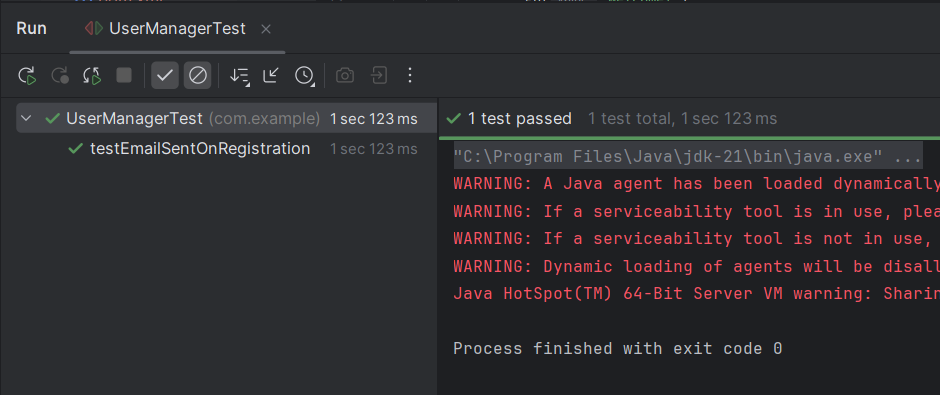 Run UserManagerTest
UserManagerTest (com.example) 1 sec 123 ms
testEmailSentOnRegistration 1 sec 123 ms
1 test passed 1 test total, 1 sec 123 ms
"C:\Program Files\Java\jdk-21\bin\java.exe" ...
WARNING: A Java agent has been loaded dynamically
WARNING: If a serviceability tool is in use, plea
WARNING: If a serviceability tool is not in use,
WARNING: Dynamic loading of agents will be disall
Java HotSpot(TM) 64-Bit Server VM warning: Sharin
Process finished with exit code 0